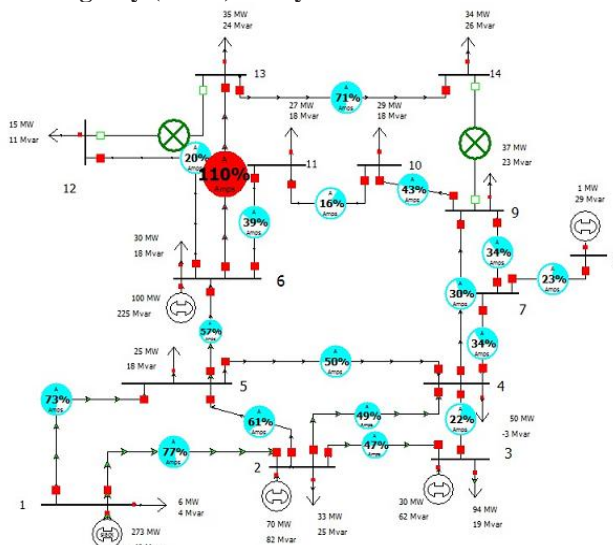 35 MW
24 Mvar
34 MW
26 Mvar
13
14
71%
Amps
27 MW
18 Mvar
29 MW
18 Mvar
15 MW
11 Mvar
37 MW
23 Mvar
12
20%
Amps
A
110%
Amps
11
10
16%
Amps
43%
Amps
9
1 MW
29 Mvar
39%
Amps
30 MW
18 Mvar
6
34%
Amps
7
23%
Amps
30%
Amps
100 MW
225 Mvar
57%
Amps
34%
Amps
25 MW
18 Mvar
5
50%
Amps
4
73%
Amps
61%
Amps
49%
Amps
22%
Amps
50 MW
-3 Mvar
77%
Amps
47%
Amps
2
3
1
6 MW
4 Mvar
273 MW
70 MW
82 Mvar
33 MW
25 Mvar
30 MW
62 Mvar
94 MW
19 Mvar